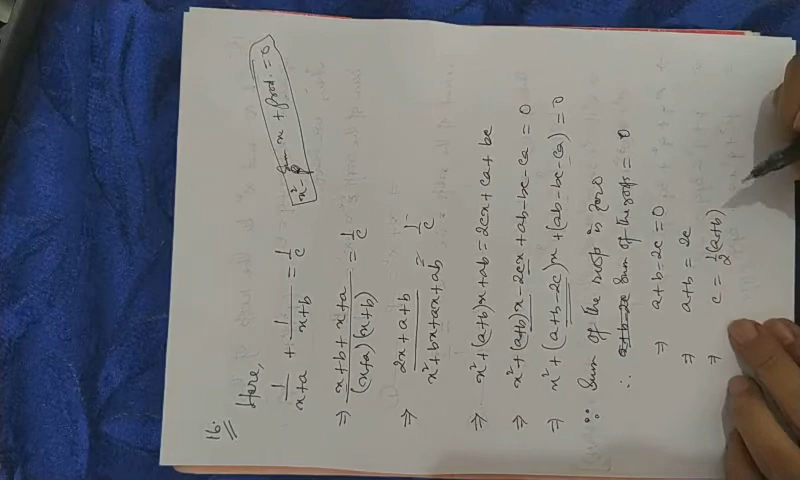 16.
Here,
1/(x+a) + 1/(x+b) = 1/c
x² - Sum x + prod. = 0
⇒ (x+b+x+a)/((x+a)(x+b)) = 1/c
⇒ (2x+a+b)/(x²+bx+ax+ab) = 1/c
⇒ x²+(a+b)x+ab = 2cx+ca+bc
⇒ x²+(a+b)x-2cx+ab-bc-ca = 0
⇒ x²+(a+b-2c)x+(ab-bc-ca) = 0
∵ Sum of the is zero
∴ Sum of the roots = 0
⇒ a+b-2c = 0
⇒ a+b = 2c
⇒ c = 1/2(a+b)